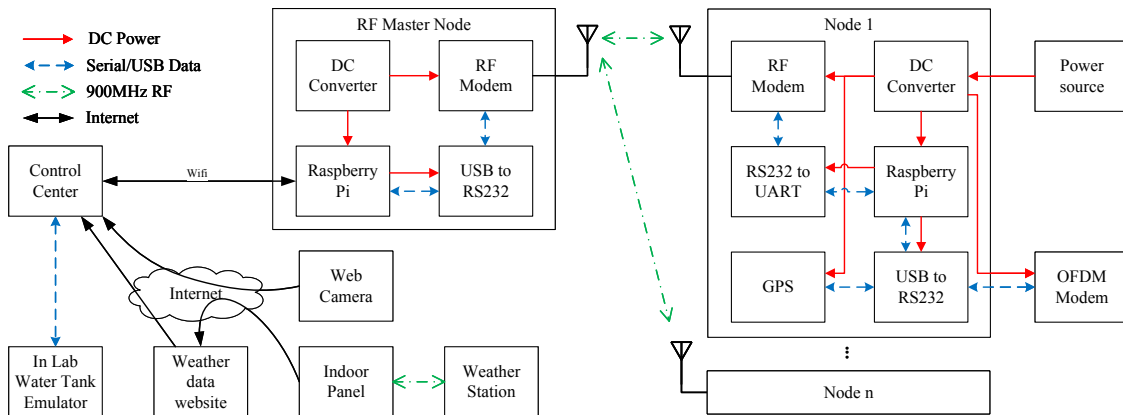 RF Master Node
Node 1
DC Power
Serial/USB Data
900MHz RF
Internet
DC
Converter
RF
Modem
RF
Modem
DC
Converter
Power
source
Control
Center
Wifi
Raspberry
Pi
USB to
RS232
RS232 to
UART
Raspberry
Pi
Internet
Web
Camera
GPS
USB to
RS232
OFDM
Modem
In Lab
Water Tank
Emulator
Weather
data
website
Indoor
Panel
Weather
Station
...
Node n